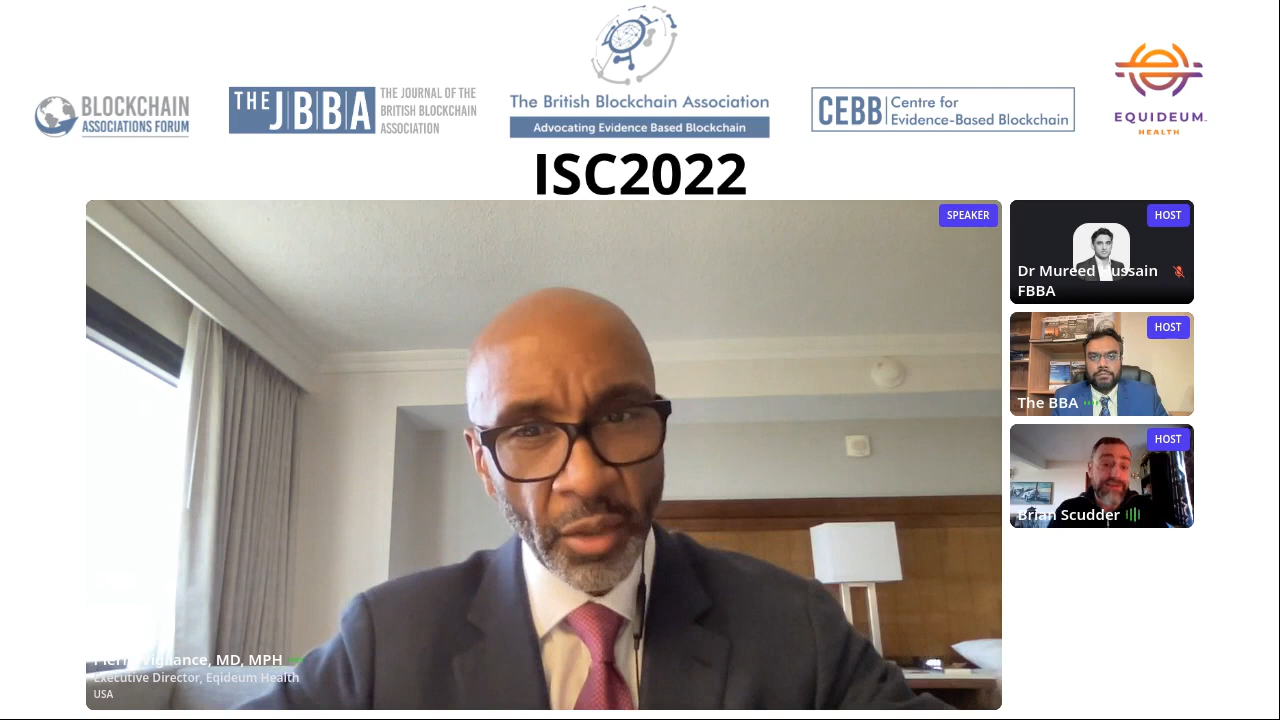 BLOCKCHAIN
ASSOCIATIONS FORUM
THE JBBA
THE JOURNAL OF THE
BRITISH BLOCKCHAIN
ASSOCIATION
The British Blockchain Association
Advocating Evidence Based Blockchain
CEBB
Centre for
Evidence-Based Blockchain
EQUIDEUM
HEALTH
ISC2022
SPEAKER
Vigilance, MD, MPH
Executive Director, Eqideum Health
USA
HOST
Dr Mureed Hussain
FBBA
HOST
The BBA
HOST
Brian Scudder